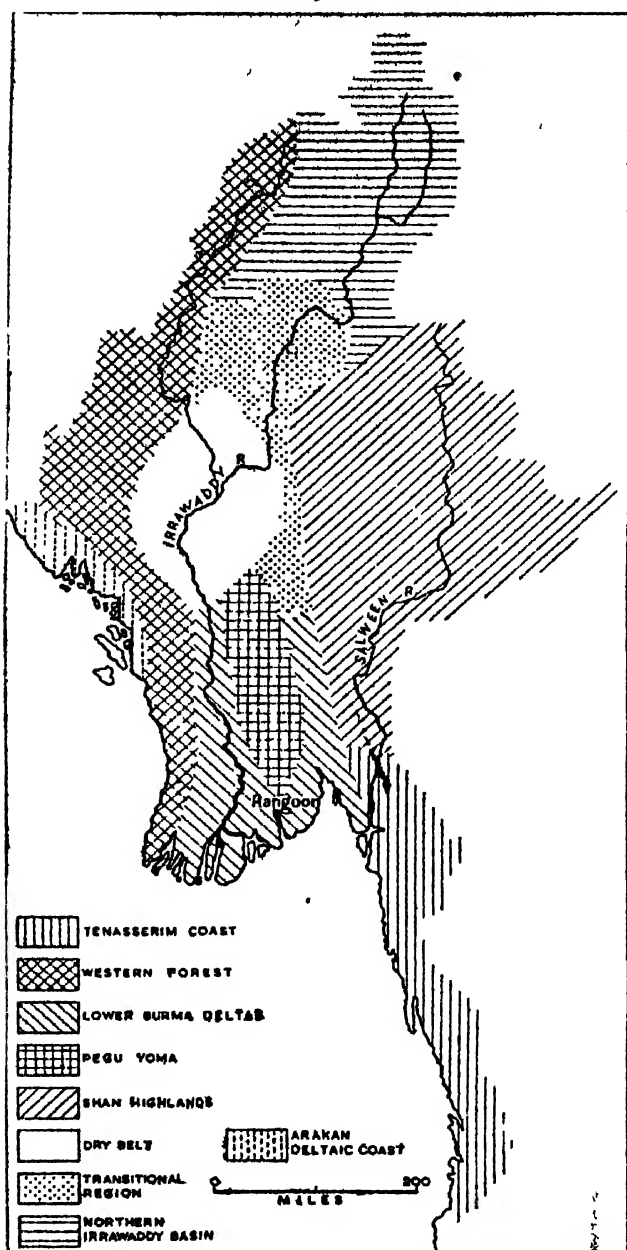 IRRAWADDY R
SALWEEN R.
Rangoon
TENASSERIM COAST
WESTERN FOREST
LOWER BURMA DELTAS
PEGU YOMA
SHAN HIGHLANDS
DRY BELT
ARAKAN
DELTAIC COAST
TRANSITIONAL
REGION
0 200
MILES
NORTHERN
IRRAWADDY BASIN